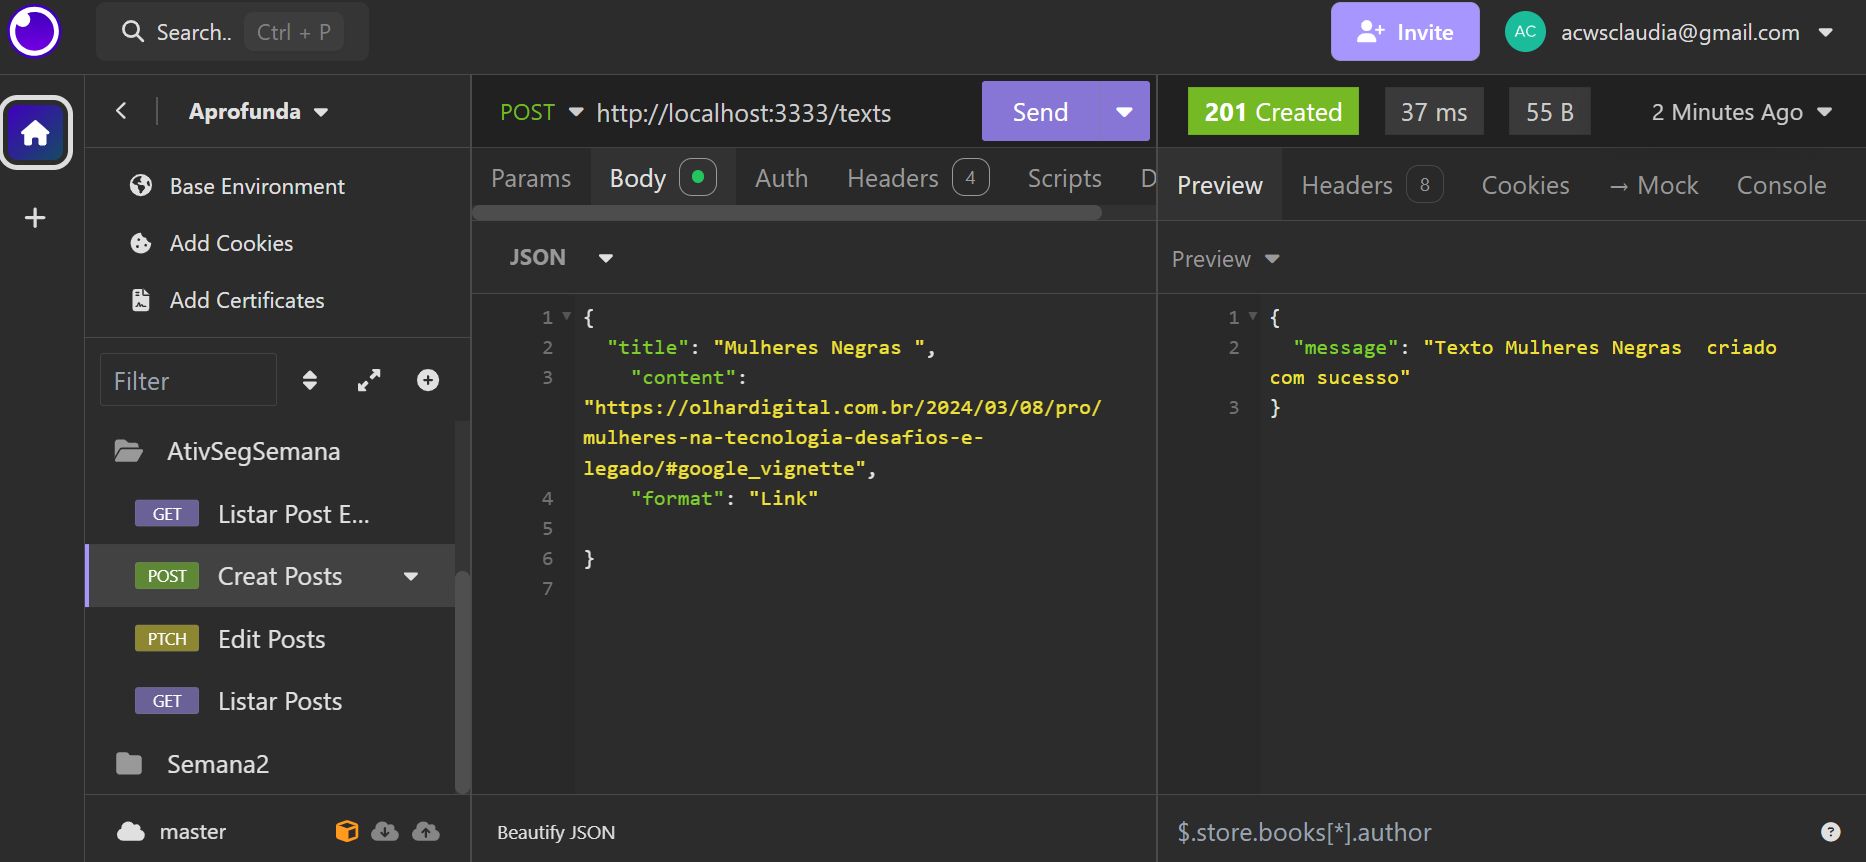 Search..
Ctrl + P
Invite
AC
acwsclaudia@gmail.com
Aprofunda
Base Environment
Add Cookies
Add Certificates
Filter
AtivSegSemana
GET Listar Post E...
POST Creat Posts
PTCH Edit Posts
GET Listar Posts
Semana2
master
POST http://localhost:3333/texts
Send
Params Body Auth Headers 4 Scripts D
JSON
1 {
2 "title": "Mulheres Negras ",
3 "content":
"https://olhardigital.com.br/2024/03/08/pro/
mulheres-na-tecnologia-desafios-e-
legado/#google_vignette",
4 "format": "Link"
5
6 }
7
Beautify JSON
201 Created 37 ms 55 B 2 Minutes Ago
Preview Headers 8 Cookies → Mock Console
Preview
1 {
2 "message": "Texto Mulheres Negras  criado
com sucesso"
3 }
$.store.books[*].author
?